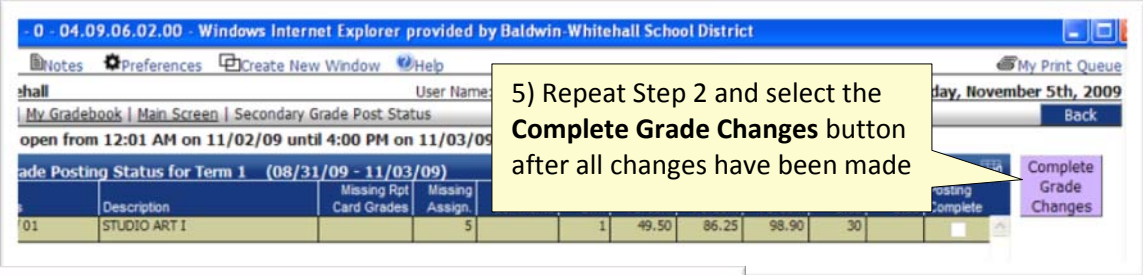 - 0 - 04.09.06.02.00 - Windows Internet Explorer provided by Baldwin-Whitehall School District
Notes Preferences Create New Window Help My Print Queue
ehall User Name: day, November 5th, 2009
My Gradebook | Main Screen | Secondary Grade Post Status Back
open from 12:01 AM on 11/02/09 until 4:00 PM on 11/03/09
5) Repeat Step 2 and select the
Complete Grade Changes button
after all changes have been made
ade Posting Status for Term 1 (08/31/09 - 11/03/09)
Description Missing Rpt Card Grades Missing Assign. Posting Complete
01 STUDIO ART I 5 1 49.50 86.25 98.90 30
Complete
Grade
Changes